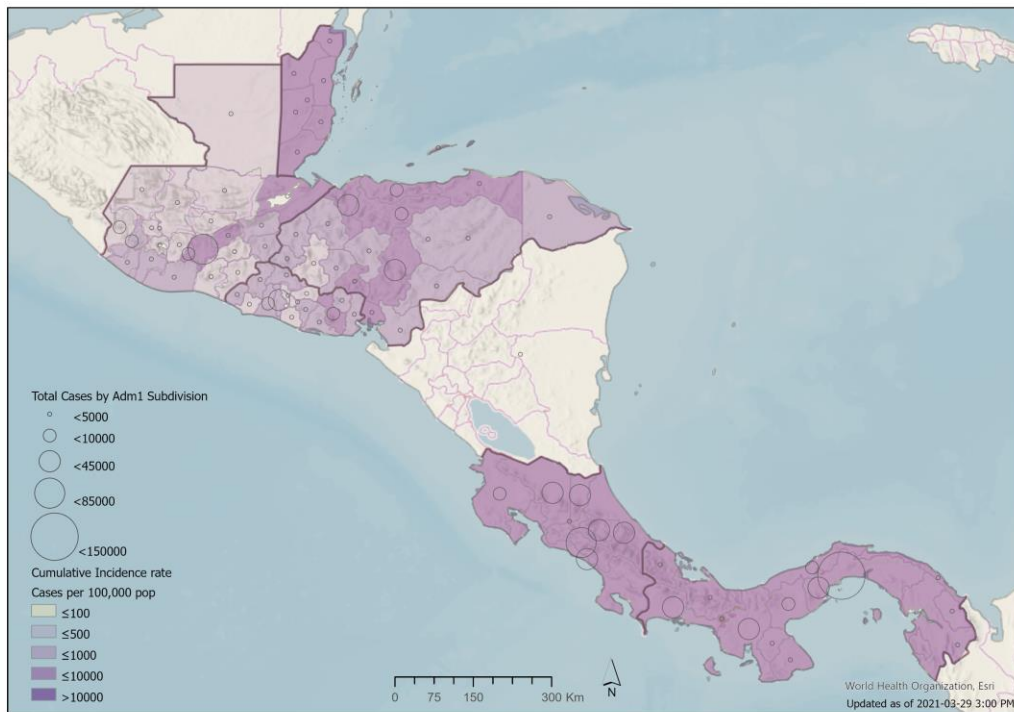 Total Cases by Adm1 Subdivision
<5000
<10000
<45000
<85000
<150000
Cumulative Incidence rate
Cases per 100,000 pop
≤100
≤500
≤1000
≤10000
>10000
0 75 150 300 Km
N
World Health Organization, Esri
Updated as of 2021-03-29 3:00 PM